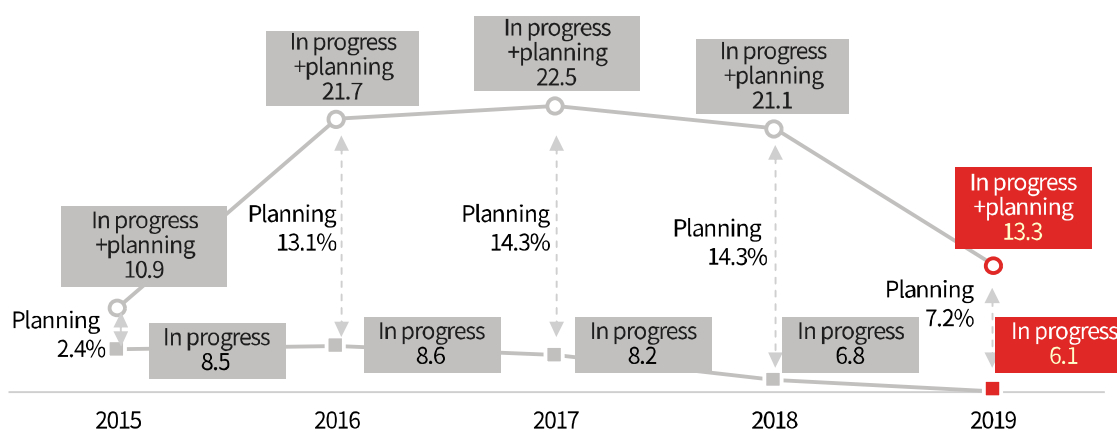 In progress
+planning
21.7
In progress
+planning
22.5
In progress
+planning
21.1
In progress
+planning
13.3
In progress
+planning
10.9
Planning
13.1%
Planning
14.3%
Planning
14.3%
Planning
7.2%
Planning
2.4%
In progress
8.5
In progress
8.6
In progress
8.2
In progress
6.8
In progress
6.1
2015
2016
2017
2018
2019